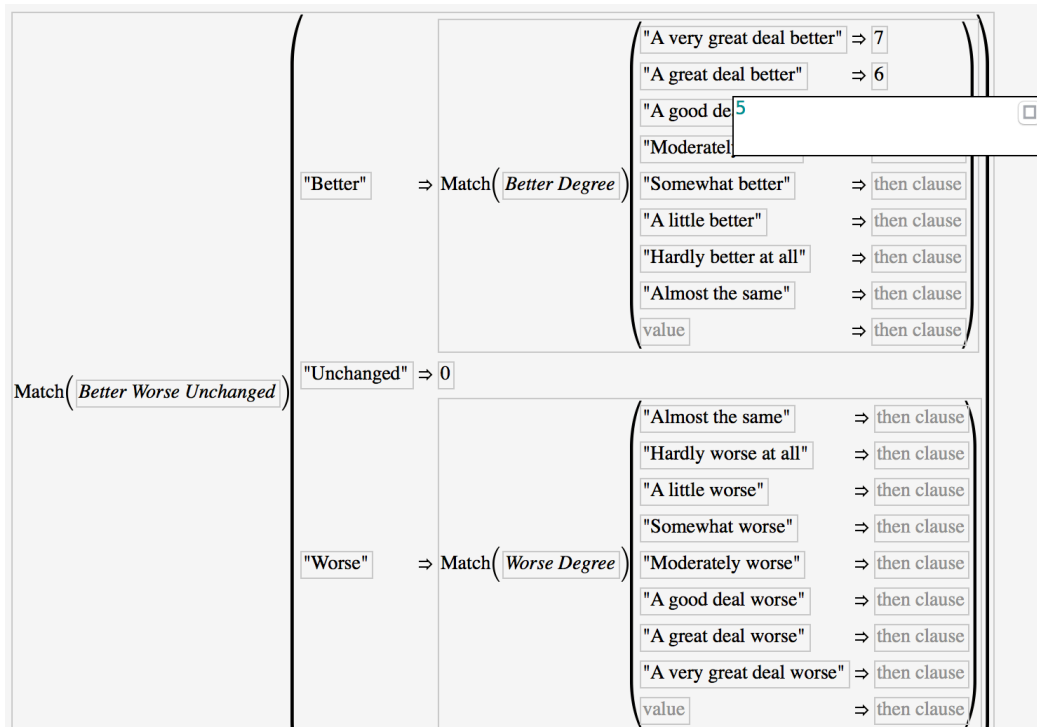 "A very great deal better" ⇒ 7
"A great deal better" ⇒ 6
"A good de 5
"Moderatel
"Better" ⇒ Match( Better Degree ) "Somewhat better" ⇒ then clause
"A little better" ⇒ then clause
"Hardly better at all" ⇒ then clause
"Almost the same" ⇒ then clause
value ⇒ then clause
"Unchanged" ⇒ 0
Match( Better Worse Unchanged )
"Almost the same" ⇒ then clause
"Hardly worse at all" ⇒ then clause
"A little worse" ⇒ then clause
"Somewhat worse" ⇒ then clause
"Worse" ⇒ Match( Worse Degree ) "Moderately worse" ⇒ then clause
"A good deal worse" ⇒ then clause
"A great deal worse" ⇒ then clause
"A very great deal worse" ⇒ then clause
value ⇒ then clause